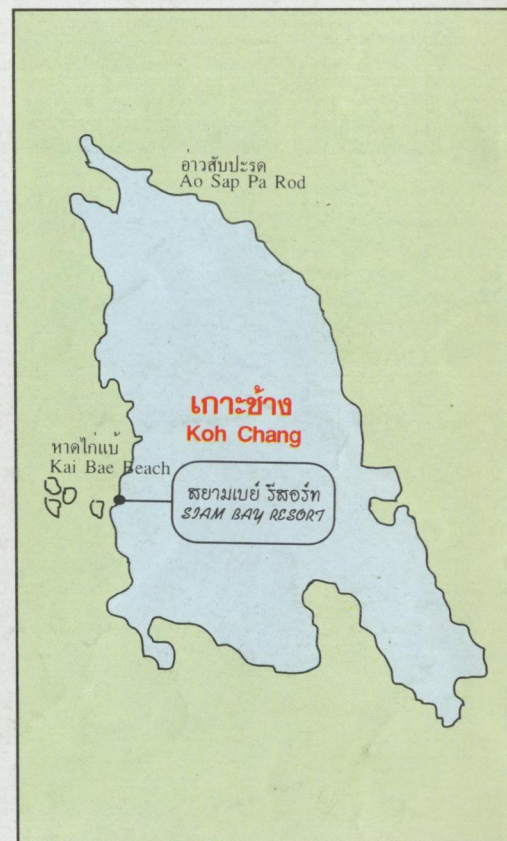 อ่าวสับปะรด
Ao Sap Pa Rod
เกาะช้าง
Koh Chang
หาดไก่แบ้
Kai Bae Beach
สยามเบย์ รีสอร์ท
SIAM BAY RESORT